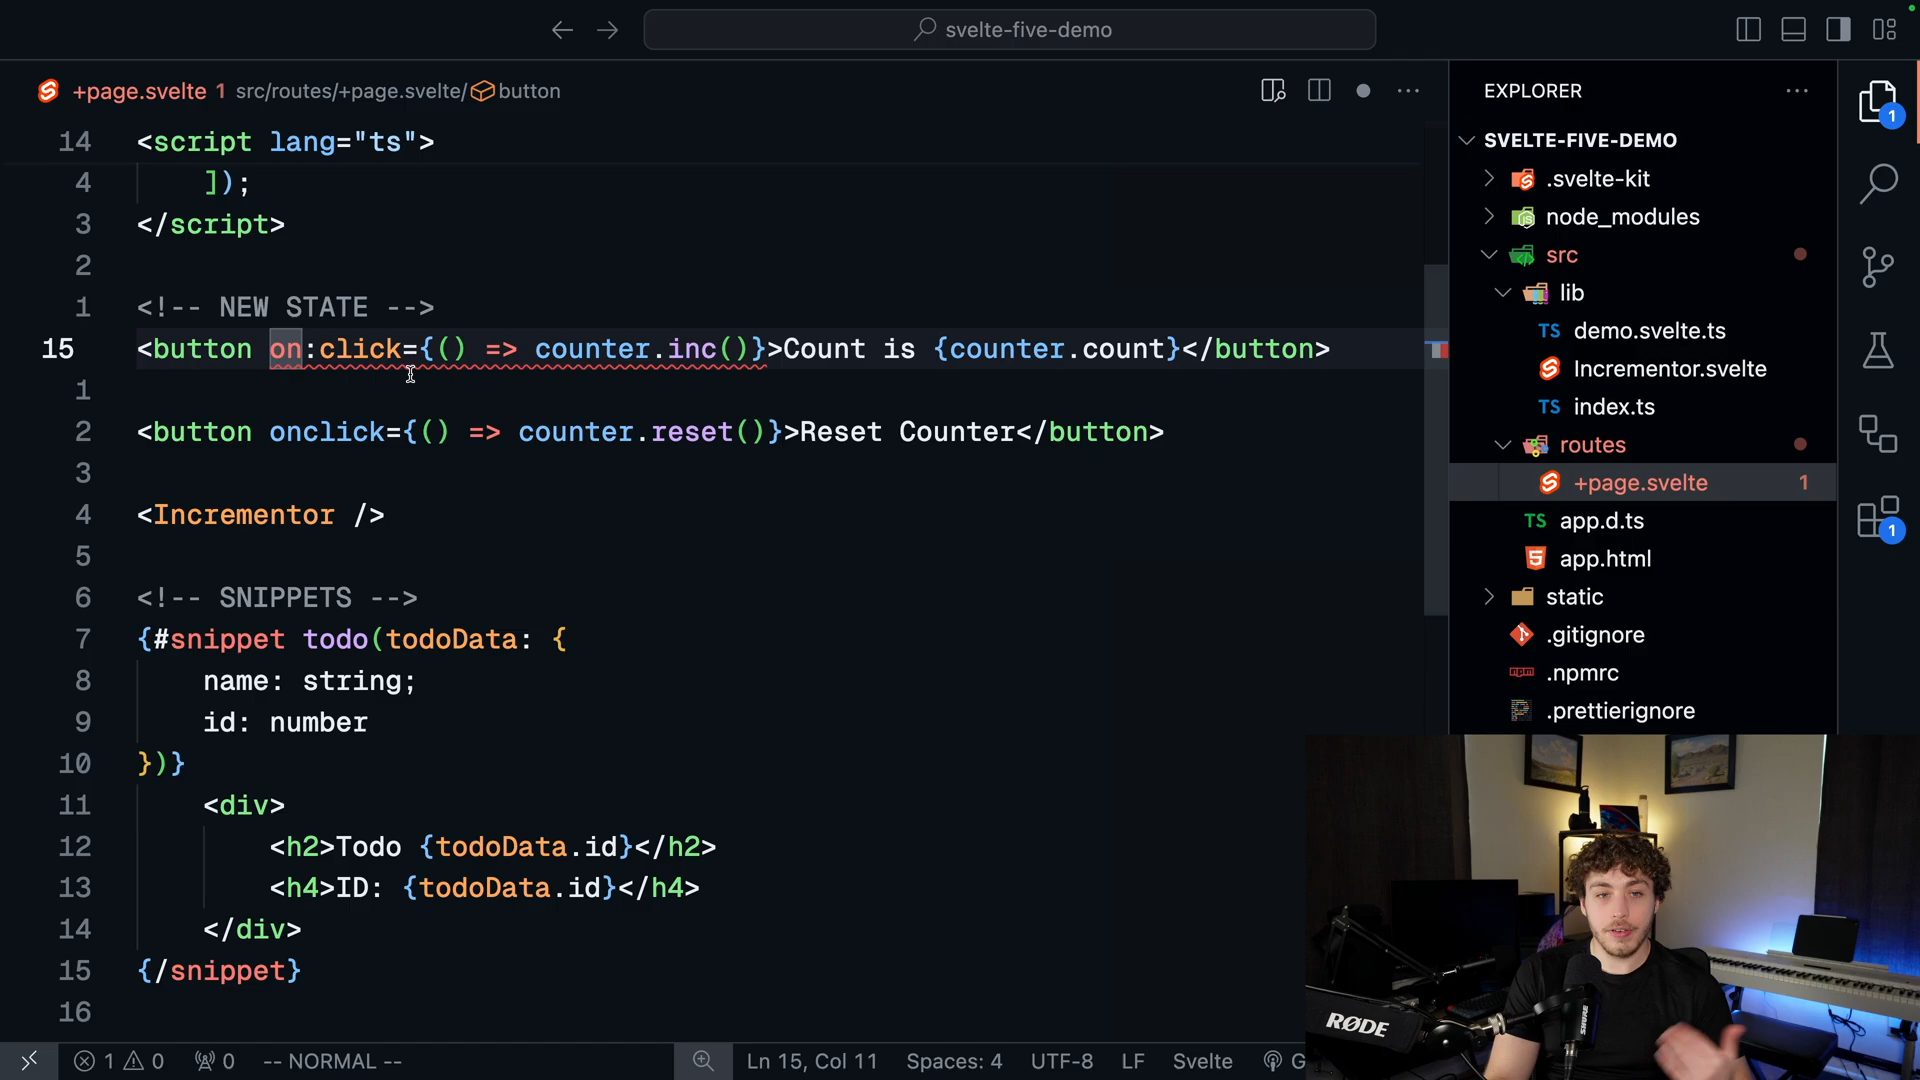 svelte-five-demo
+page.svelte 1 src/routes/+page.svelte/ button
14 <script lang="ts">
4 ]);
3 </script>
2
1 <!-- NEW STATE -->
15 <button on:click={() => counter.inc()}>Count is {counter.count}</button>
1
2 <button onclick={() => counter.reset()}>Reset Counter</button>
3
4 <Incrementor />
5
6 <!-- SNIPPETS -->
7 {#snippet todo(todoData: {
8 name: string;
9 id: number
10 })}
11 <div>
12 <h2>Todo {todoData.id}</h2>
13 <h4>ID: {todoData.id}</h4>
14 </div>
15 {/snippet}
16
EXPLORER
SVELTE-FIVE-DEMO
.svelte-kit
node_modules
src
lib
TS demo.svelte.ts
Incrementor.svelte
TS index.ts
routes
+page.svelte 1
TS app.d.ts
app.html
static
.gitignore
npm .npmrc
.prettierignore
1
1
RØDE
SHURE
1 0 0 -- NORMAL -- Ln 15, Col 11 Spaces: 4 UTF-8 LF Svelte G